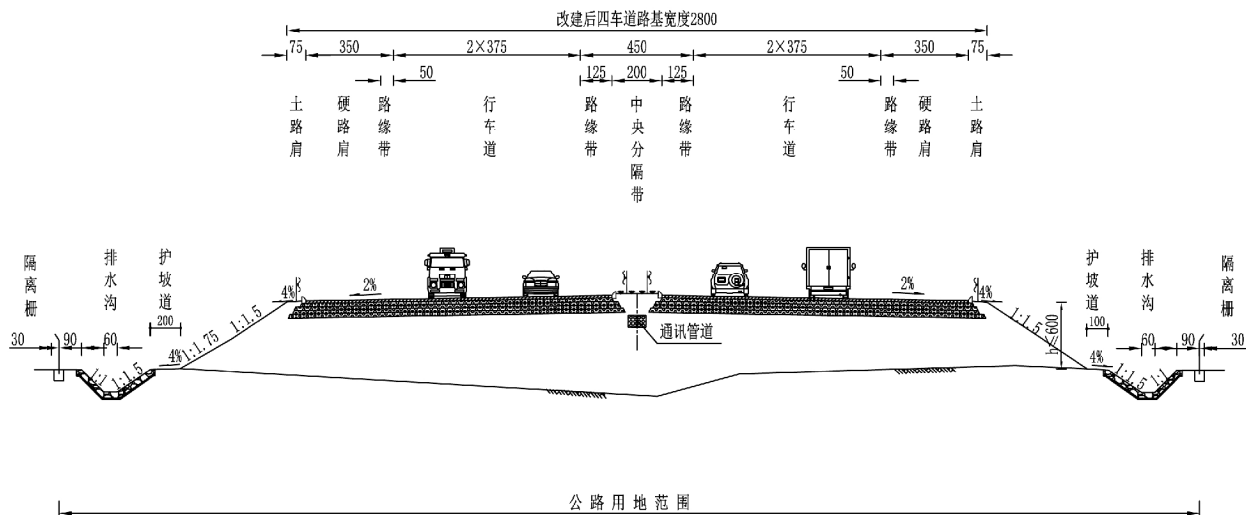 改建后四车道路基宽度2800
75 350 2×375 450 2×375 350 75
50 125 200 125 50
土路肩 硬路肩 路缘带 行车道 路缘带 中央分隔带 路缘带 行车道 路缘带 硬路肩 土路肩
隔离栅 排水沟 护坡道 护坡道 排水沟 隔离栅
4% 2% 2% 4%
200 1:1.5 通讯管道 1:1.5 h≤600 100
30 90 60 60 90 30
4% 1:1.75 4%
1:1 1:1.5 1:1.5 1:1
公路用地范围